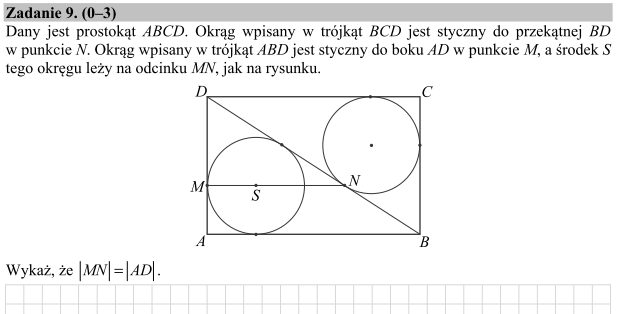 Zadanie 9. (0–3)
Dany jest prostokąt ABCD. Okrąg wpisany w trójkąt BCD jest styczny do przekątnej BD
w punkcie N. Okrąg wpisany w trójkąt ABD jest styczny do boku AD w punkcie M, a środek S
tego okręgu leży na odcinku MN, jak na rysunku.
D
C
M
S
N
A
B
Wykaż, że |MN|=|AD|.